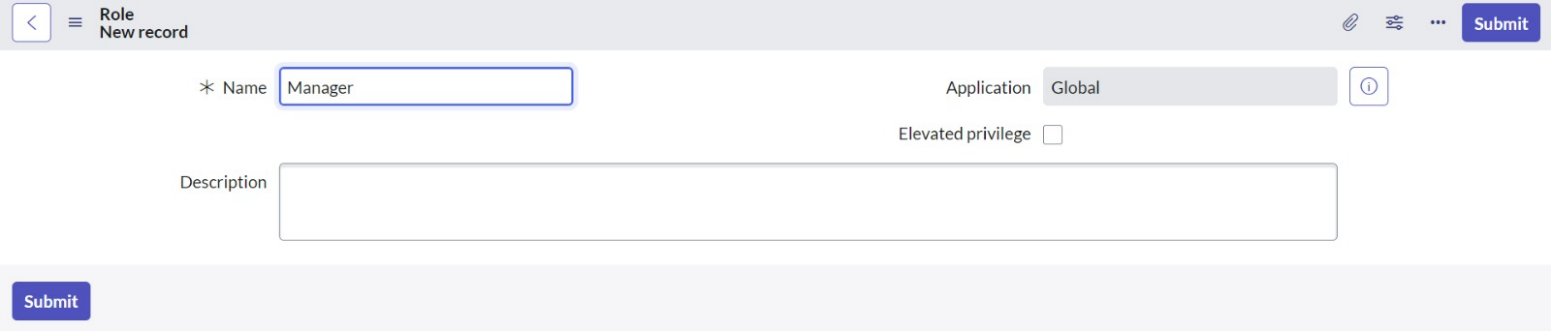 Role
New record
Submit
* Name Manager
Application Global
Elevated privilege
Description
Submit